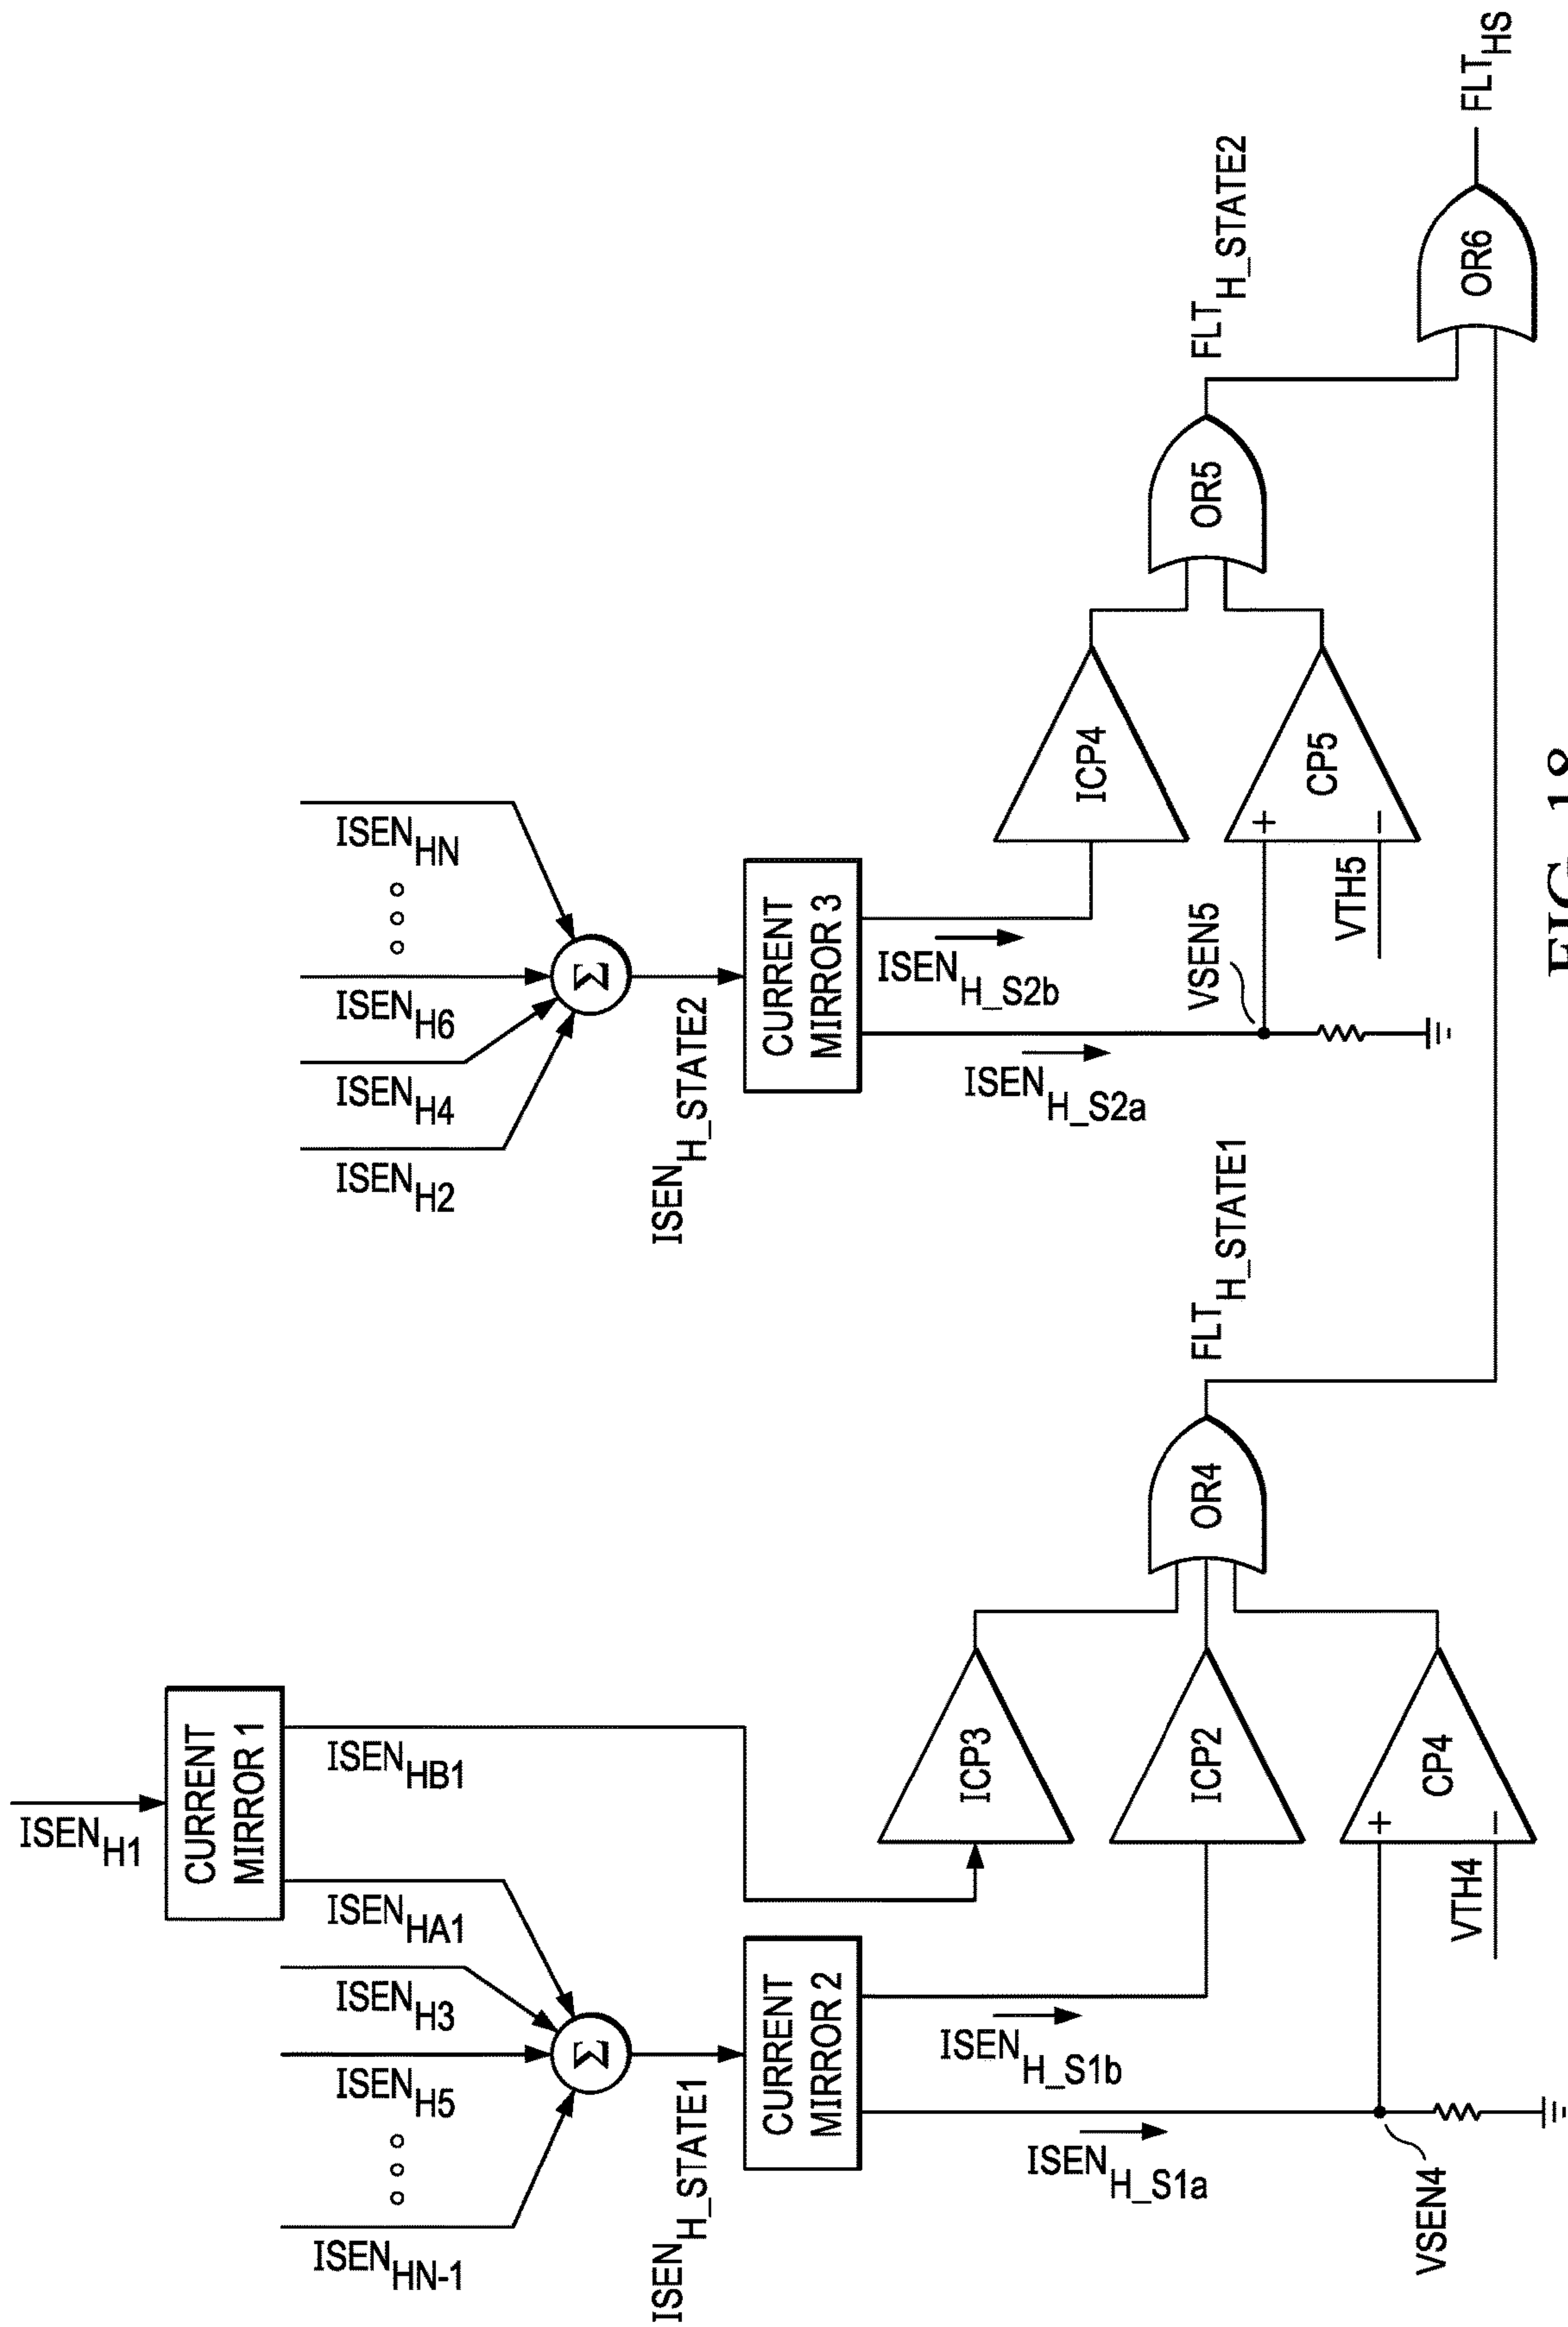 ISEN_H1
CURRENT
MIRROR 1
ISEN_HN-1
ISEN_H5
ISEN_H3
ISEN_HA1
ISEN_HB1
ISEN_H2
ISEN_H4
ISEN_H6
ISEN_HN
Σ
Σ
ISEN_H_STATE1
ISEN_H_STATE2
CURRENT
MIRROR 2
CURRENT
MIRROR 3
ISEN_H_S1a
ISEN_H_S1b
ISEN_H_S2a
ISEN_H_S2b
ICP3
ICP2
VSEN4
VTH4
+
−
CP4
ICP4
VSEN5
VTH5
+
−
CP5
OR4
OR5
FLT_H_STATE1
FLT_H_STATE2
OR6
FLT_HS
FIG. 18